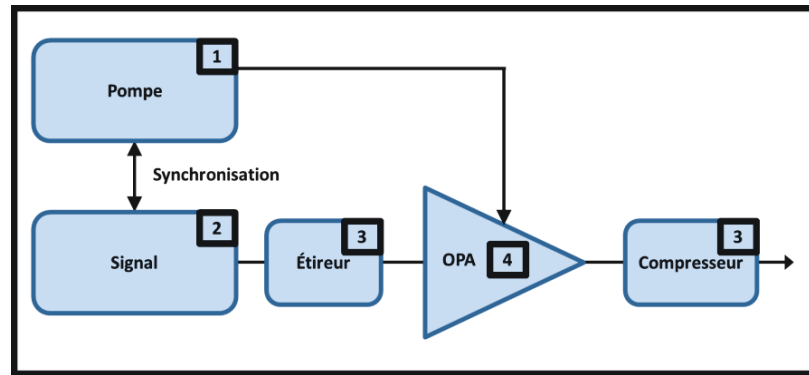 1
Pompe
Synchronisation
2
Signal
3
Étireur
OPA
4
3
Compresseur